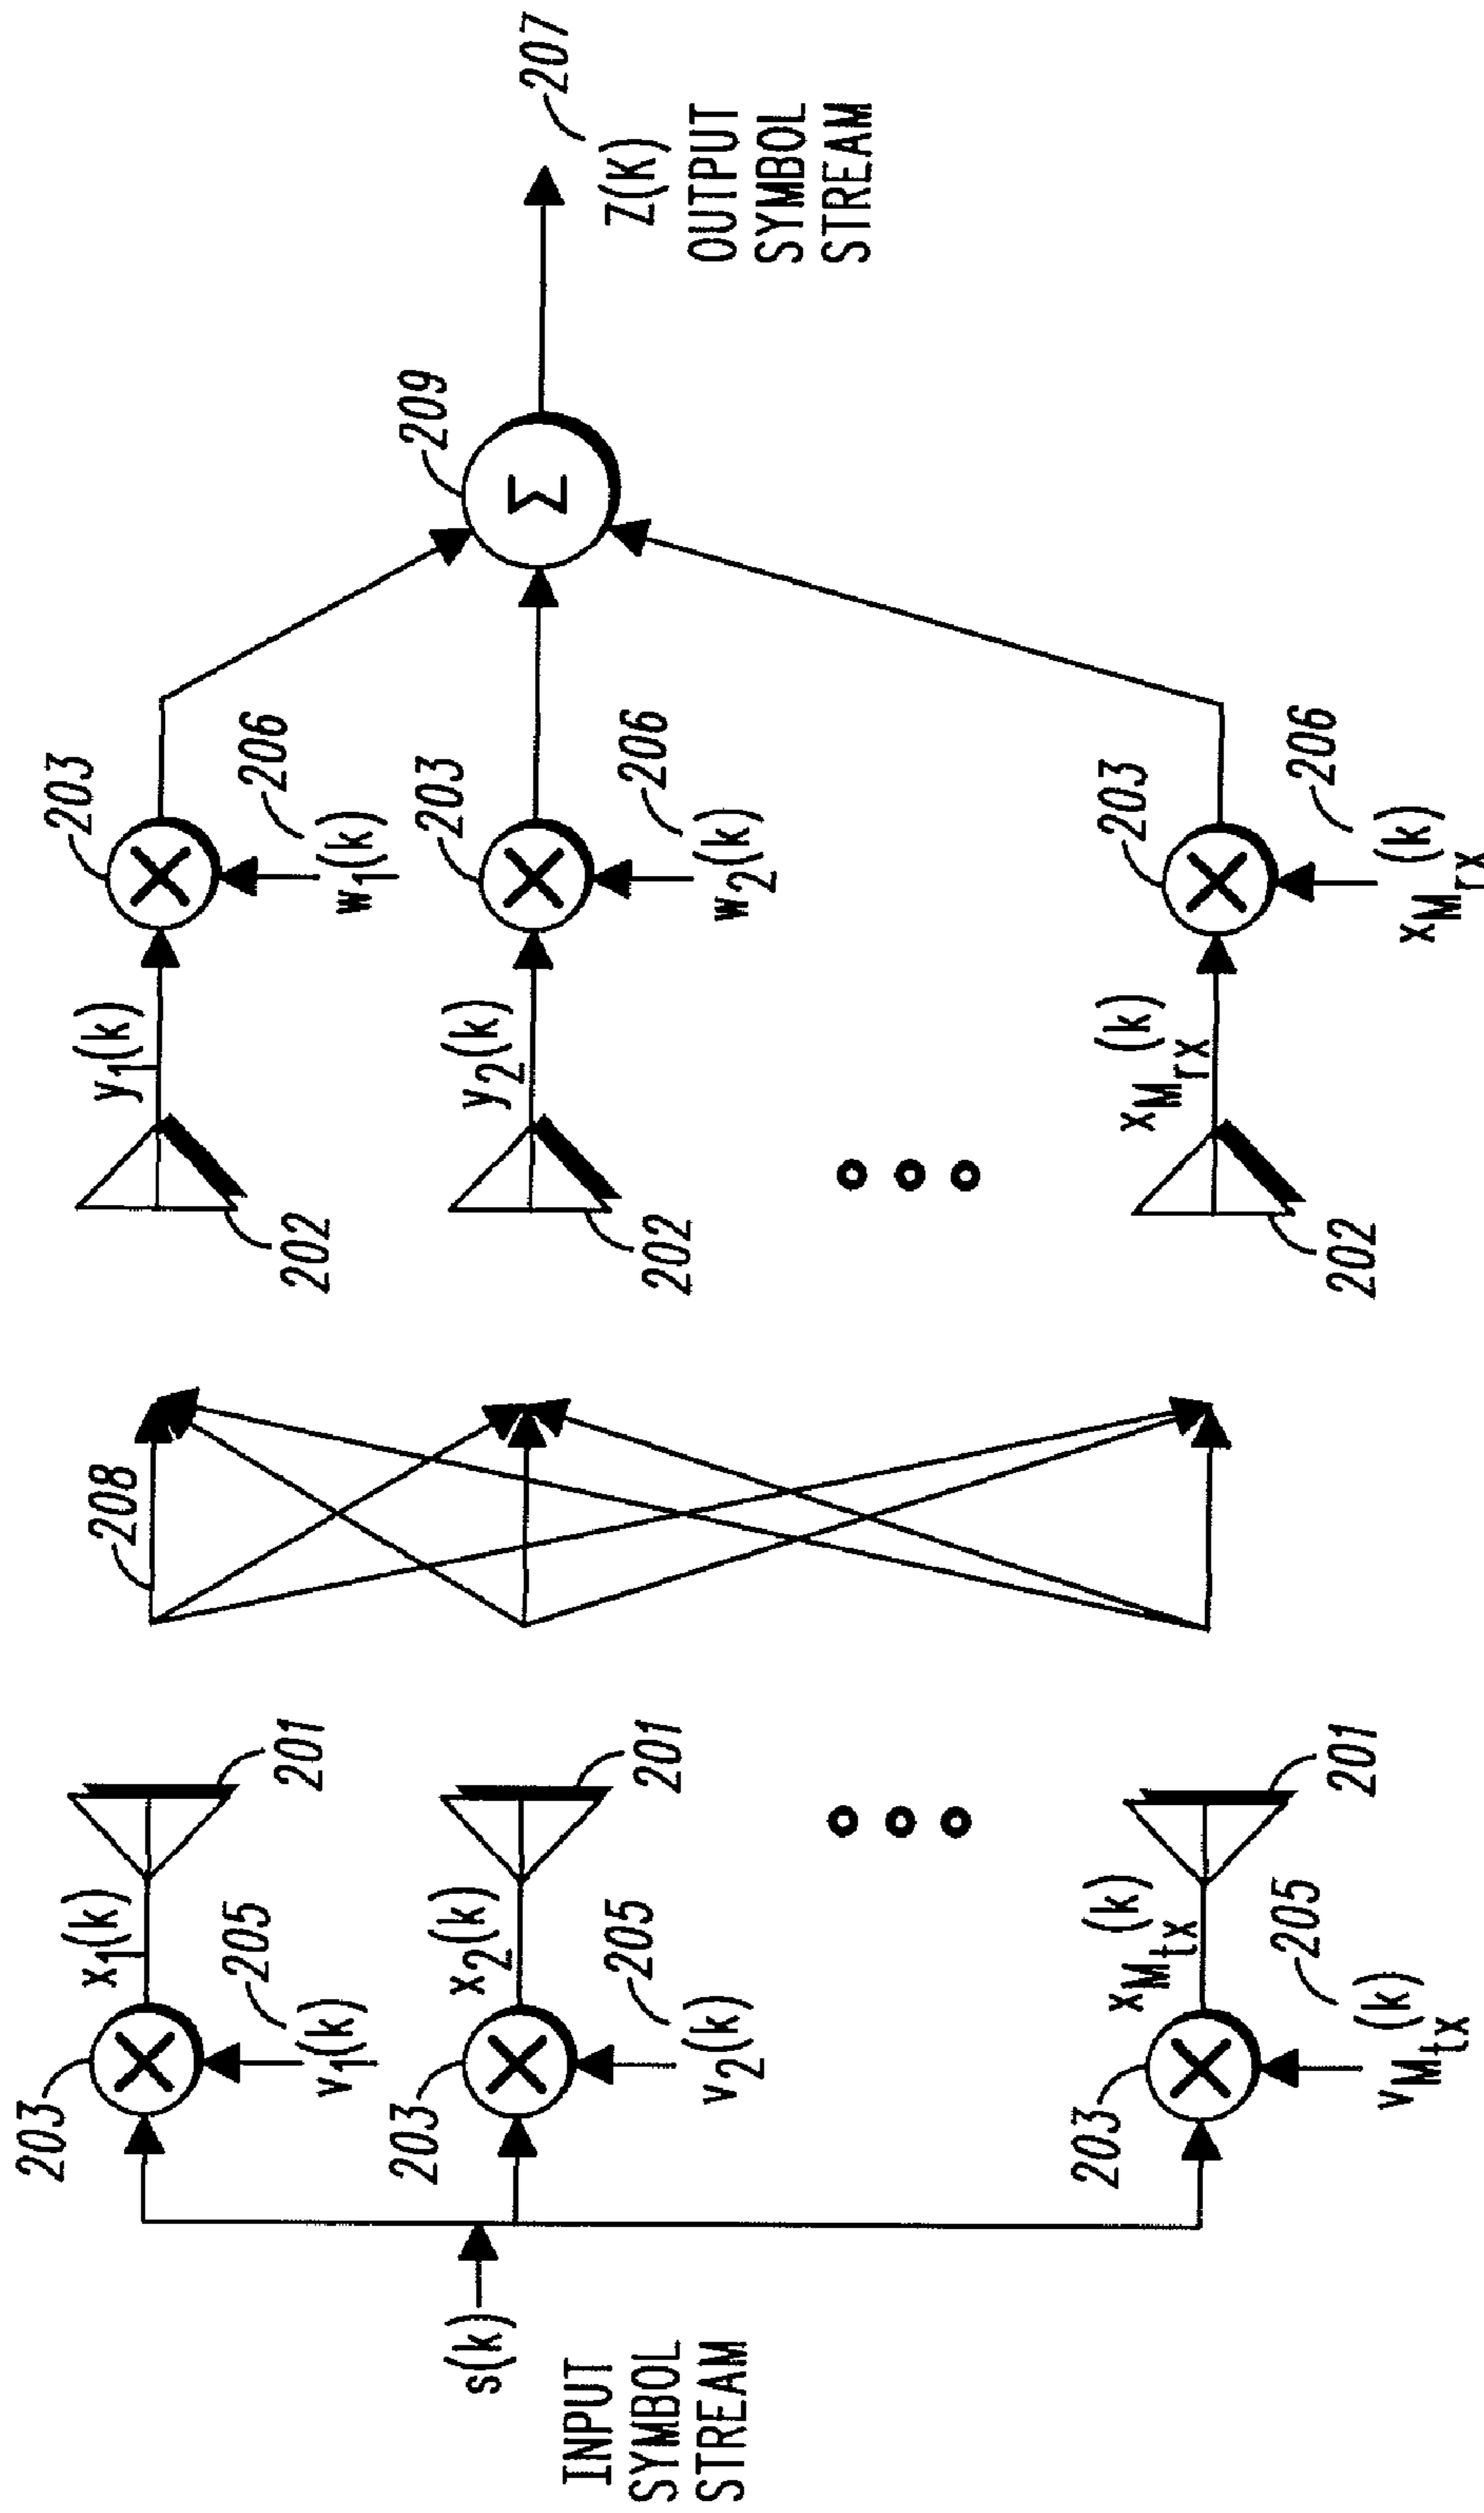 203
x1(k)
201
208
202
y1(k)
203
209
Z(K)
207
OUTPUT
SYMBOL
STREAM
205
v1(k)
206
w1(k)
s(k)
INPUT
SYMBOL
STREAM
203
x2(k)
201
202
y2(k)
203
Σ
205
v2(k)
206
w2(k)
203
xMtx(k)
201
202
xMrx(k)
203
205
vMtx(k)
206
xMrx(k)